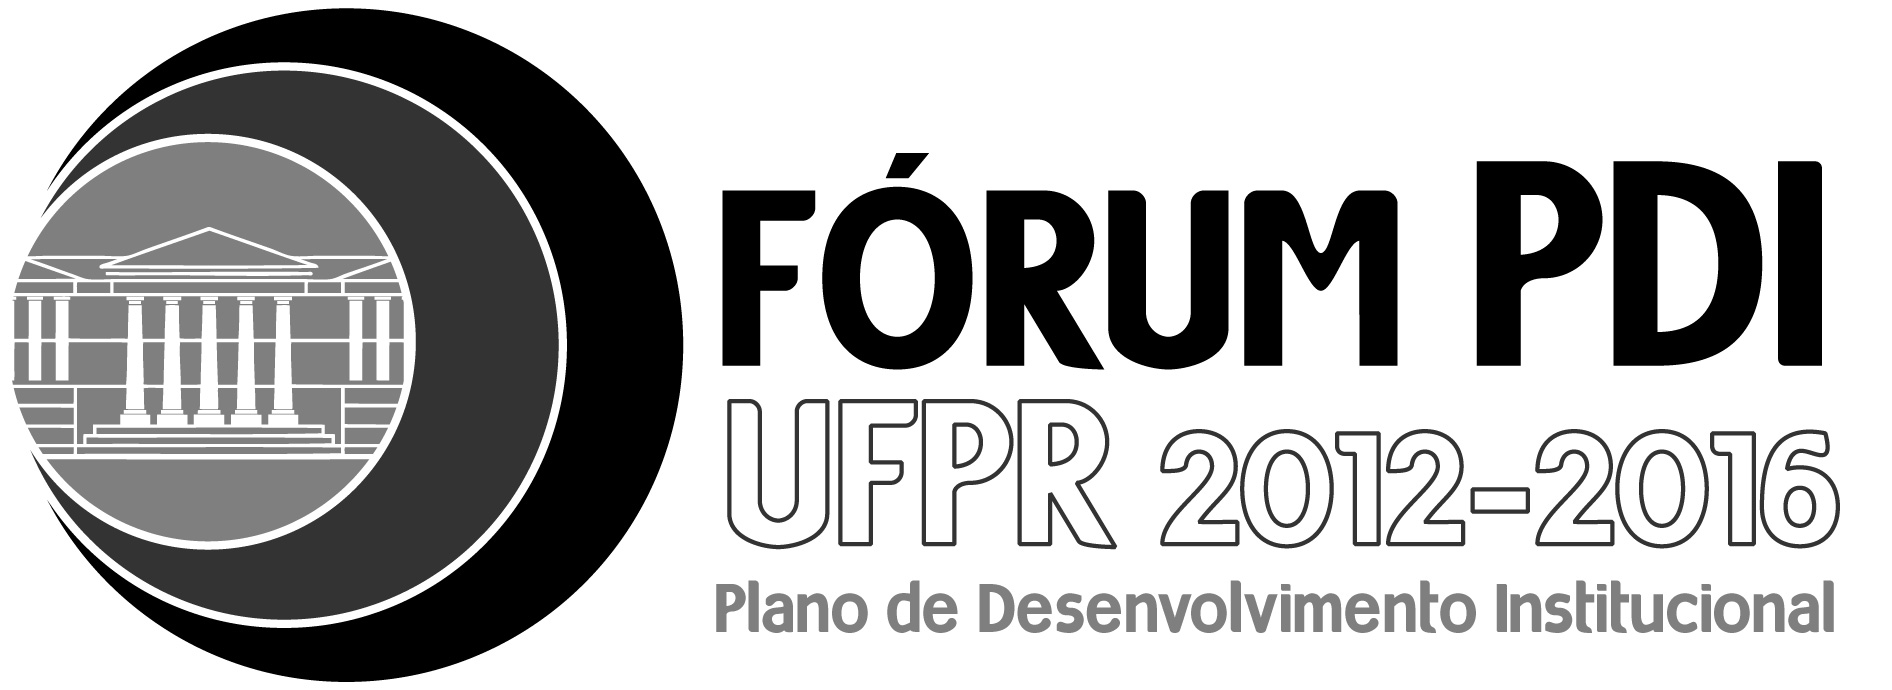 FÓRUM PDI
UFPR 2012-2016
Plano de Desenvolvimento Institucional